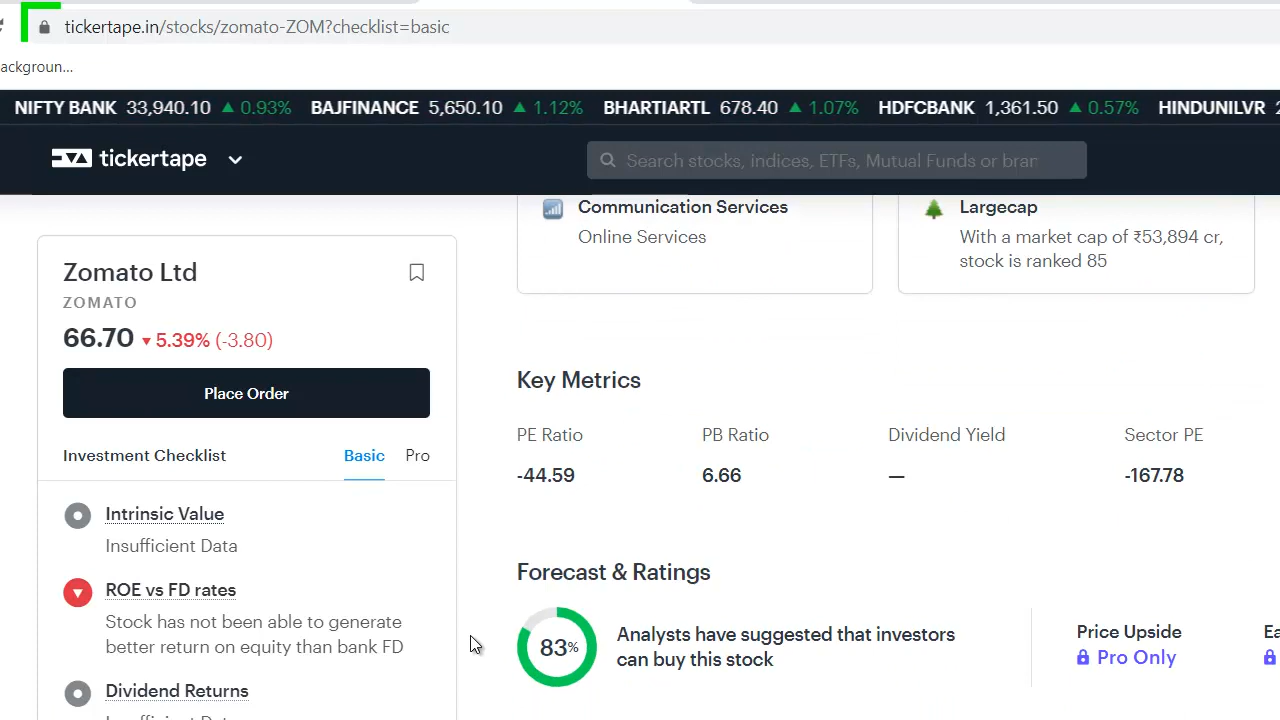 tickertape.in/stocks/zomato-ZOM?checklist=basic
ackgroun...
NIFTY BANK 33,940.10 ▲ 0.93% BAJFINANCE 5,650.10 ▲ 1.12% BHARTIARTL 678.40 ▲ 1.07% HDFCBANK 1,361.50 ▲ 0.57% HINDUNILVR
tickertape
Search stocks, indices, ETFs, Mutual Funds or bran
Communication Services
Online Services
Largecap
With a market cap of ₹53,894 cr,
stock is ranked 85
Zomato Ltd
ZOMATO
66.70 ▼ 5.39% (-3.80)
Place Order
Investment Checklist Basic Pro
Intrinsic Value
Insufficient Data
ROE vs FD rates
Stock has not been able to generate
better return on equity than bank FD
Dividend Returns
Key Metrics
PE Ratio PB Ratio Dividend Yield Sector PE
-44.59 6.66 — -167.78
Forecast & Ratings
83%
Analysts have suggested that investors
can buy this stock
Price Upside
Pro Only